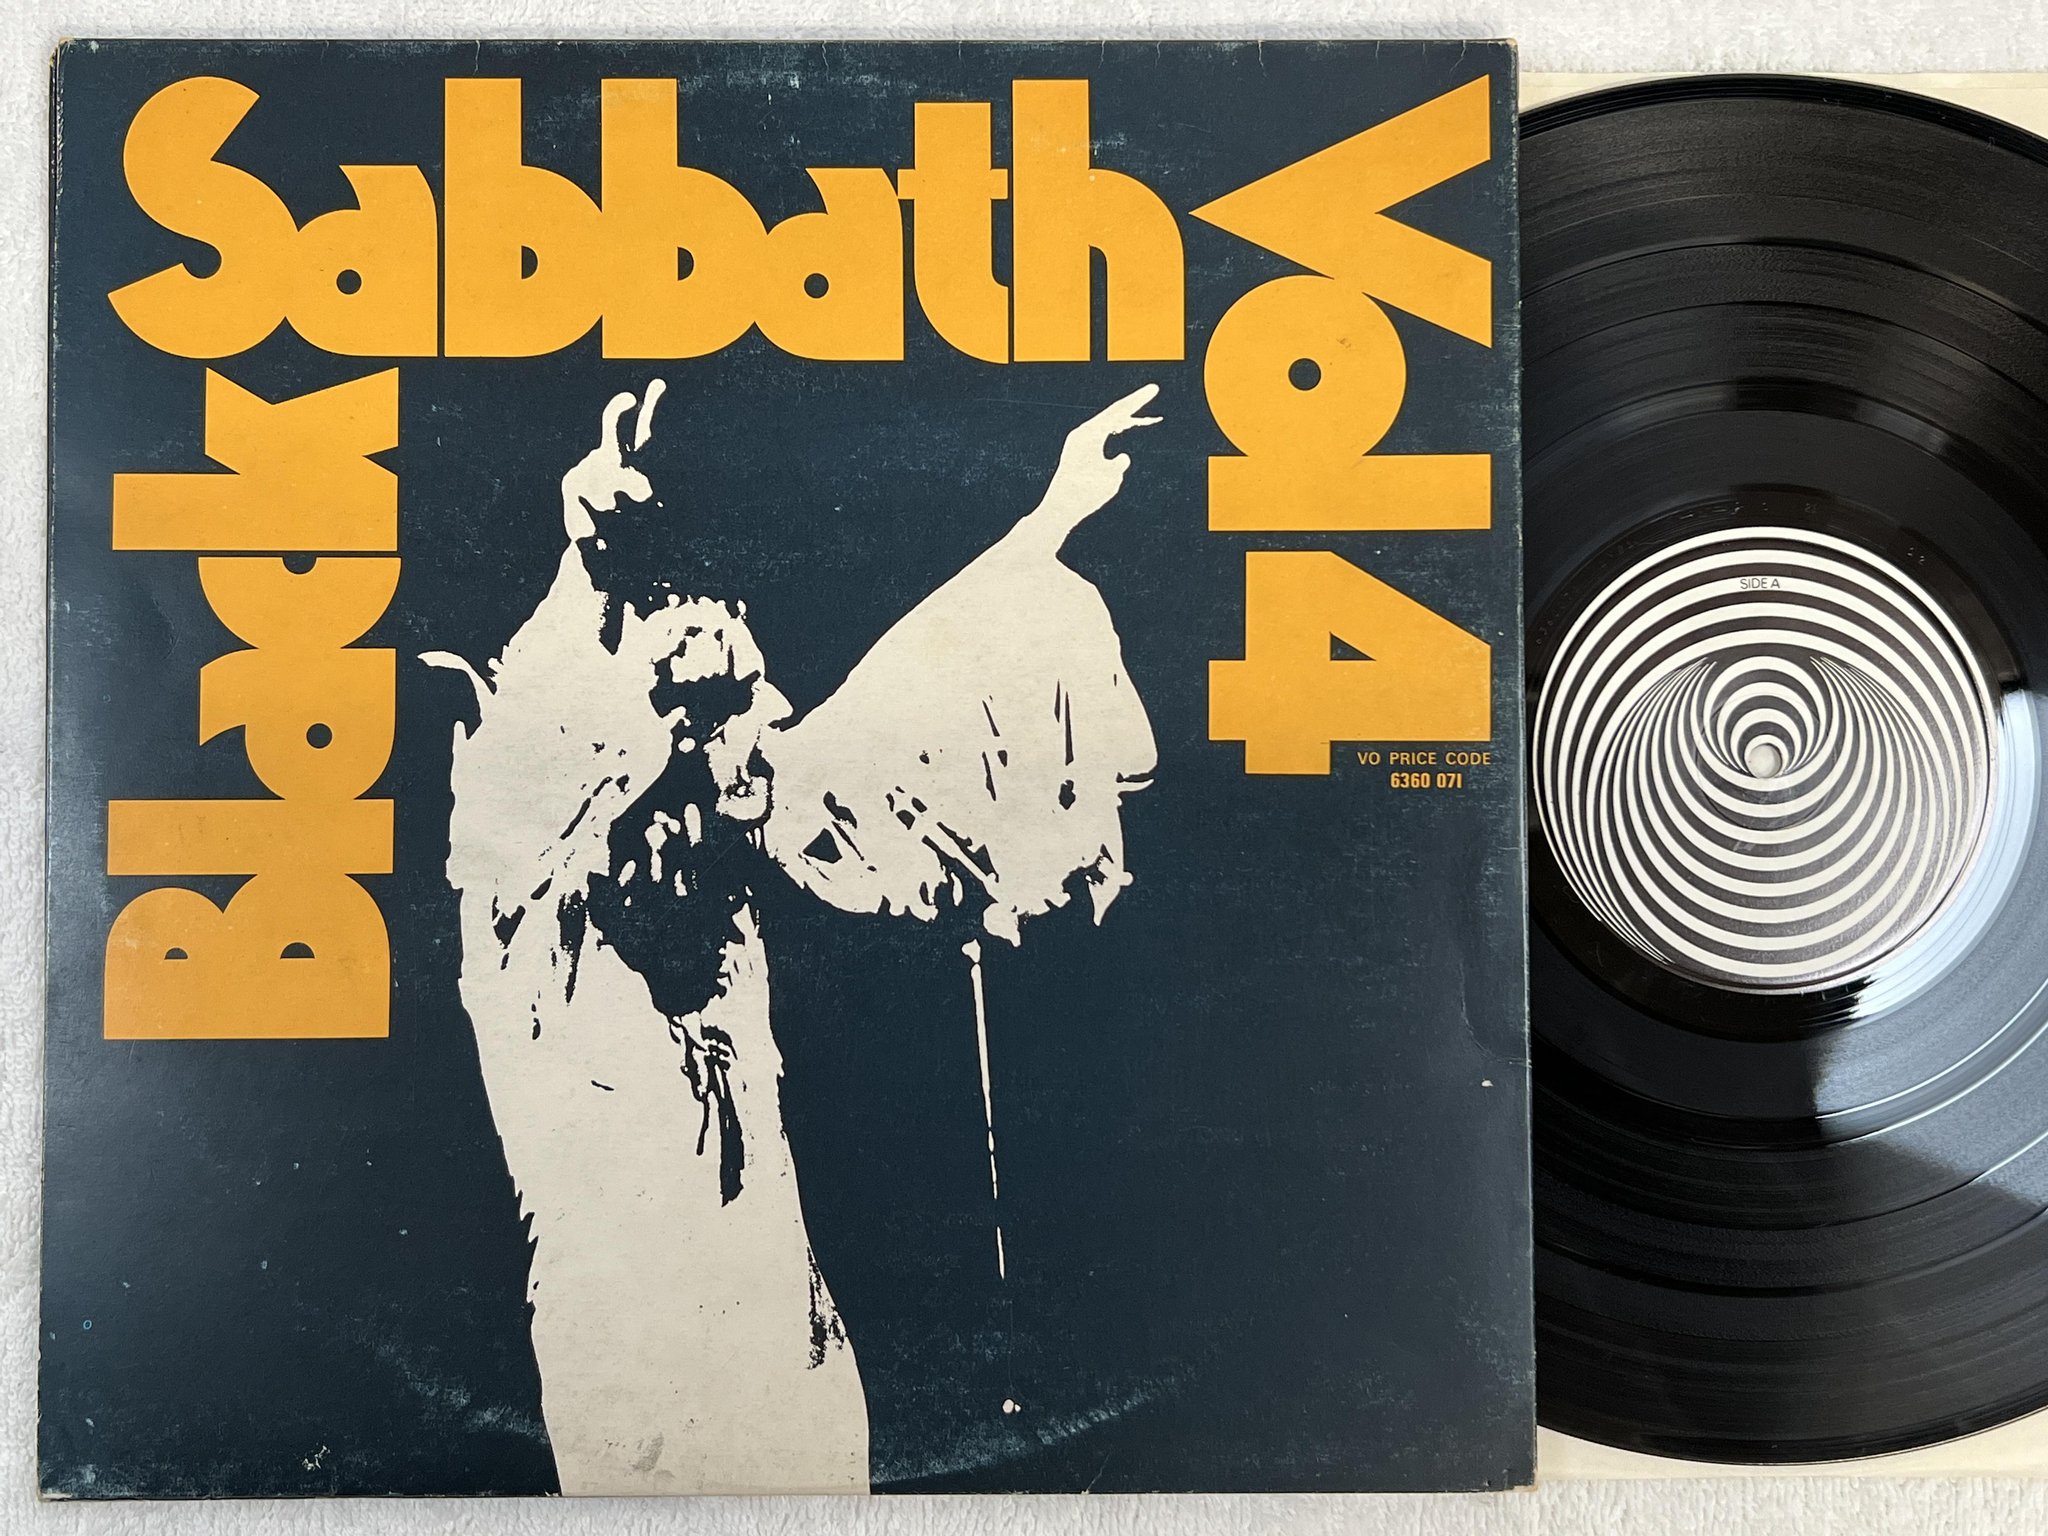 Black
Sabbath
Vol 4
VO PRICE CODE
6360 071
SIDE A